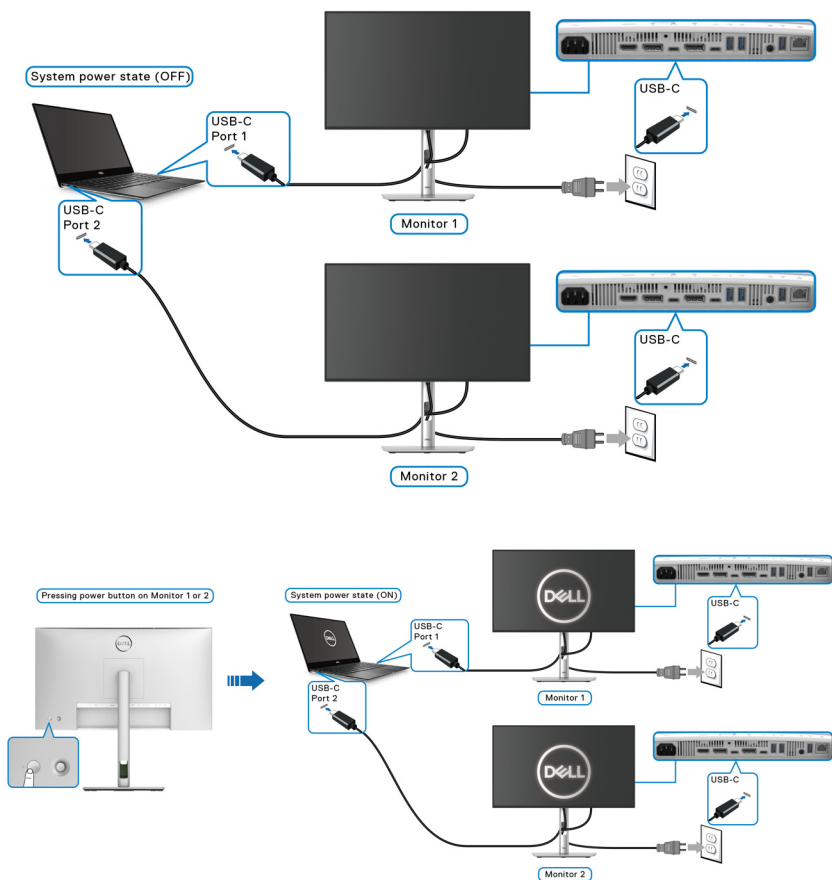 System power state (OFF)
USB-C
Port 1
USB-C
Monitor 1
USB-C
Port 2
USB-C
Monitor 2
Pressing power button on Monitor 1 or 2
DELL
System power state (ON)
DELL
USB-C
Port 1
DELL
USB-C
Monitor 1
USB-C
Port 2
DELL
USB-C
Monitor 2